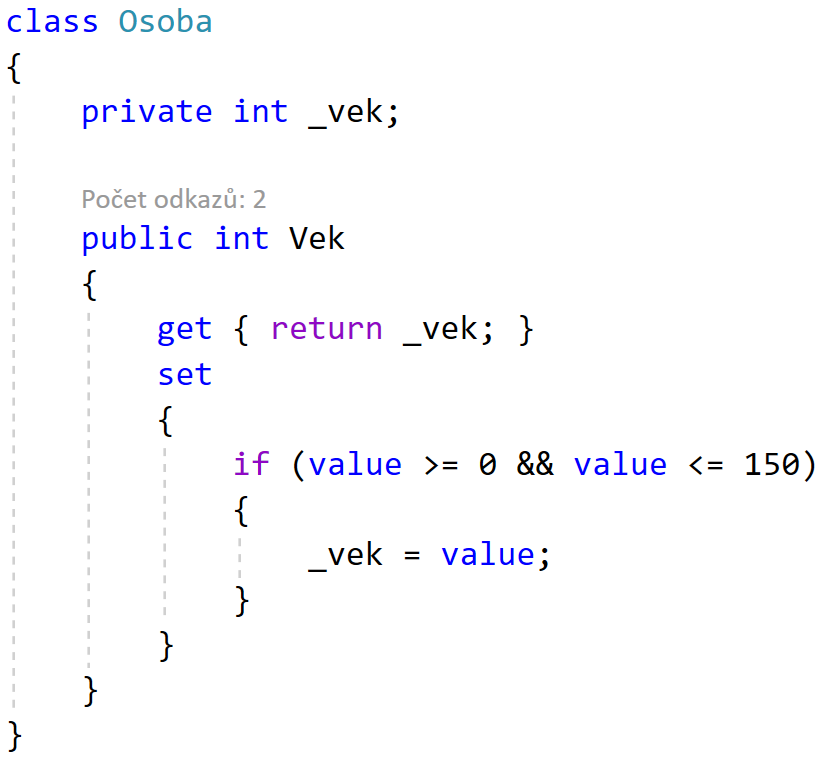 class Osoba
{
    private int _vek;

    Počet odkazů: 2
    public int Vek
    {
        get { return _vek; }
        set
        {
            if (value >= 0 && value <= 150)
            {
                _vek = value;
            }
        }
    }
}